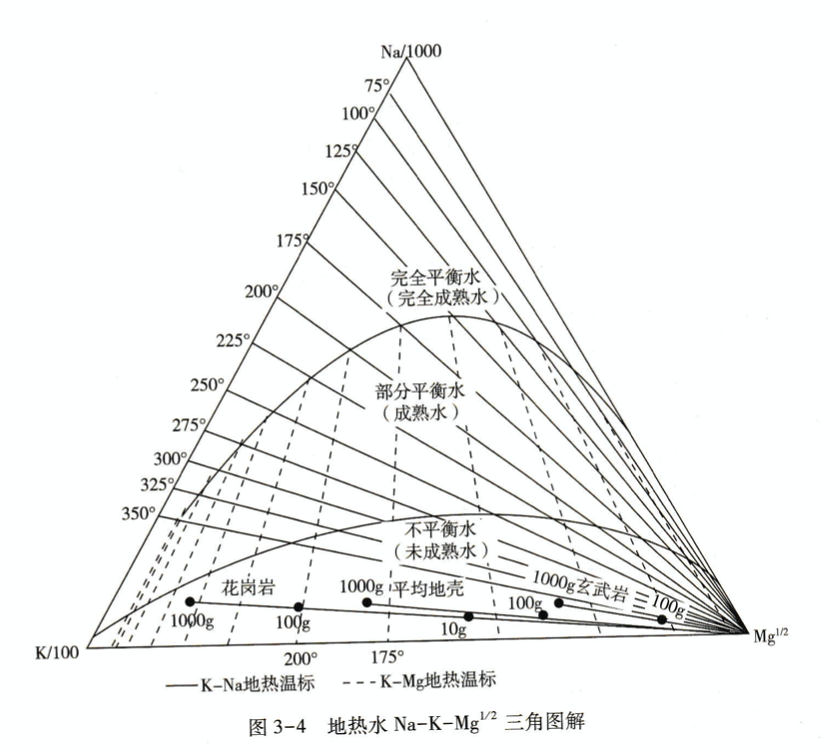 Na/1000
75°
100°
125°
150°
175°
200°
225°
250°
275°
300°
325°
350°
完全平衡水
（完全成熟水）
部分平衡水
（成熟水）
不平衡水
（未成熟水）
花岗岩
1000g 平均地壳
1000g玄武岩
1000g
100g
10g
100g
100g
K/100
Mg1/2
200°
175°
K-Na地热温标
K-Mg地热温标
图 3-4 地热水 Na-K-Mg1/2 三角图解